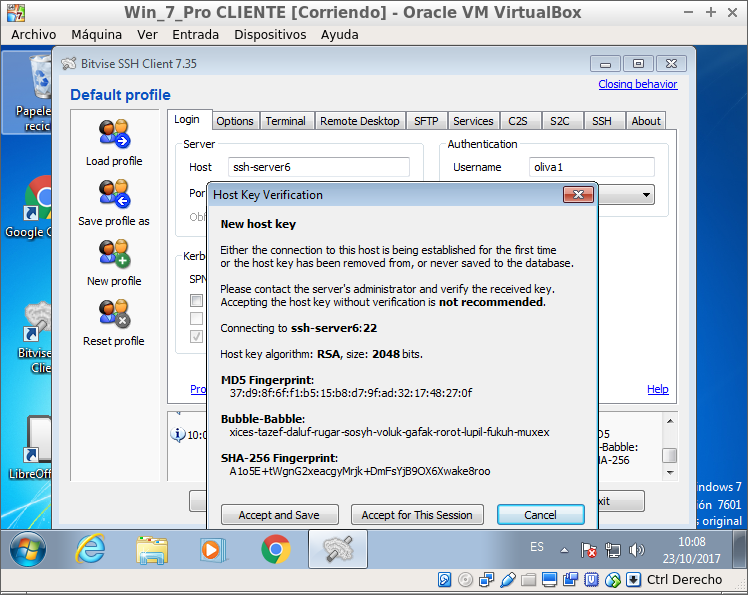 Win_7_Pro CLIENTE [Corriendo] - Oracle VM VirtualBox
Archivo Máquina Ver Entrada Dispositivos Ayuda
Bitvise SSH Client 7.35
Closing behavior
Default profile
Papele
recic
Google C
Bitvise
Clie
LibreOff
Load profile
Save profile as
New profile
Reset profile
Login Options Terminal Remote Desktop SFTP Services C2S S2C SSH About
Server
Host ssh-server6
Por
Obf
Kerb
SPN
Authentication
Username oliva1
Pro
Help
10:0
D5
-Babble:
HA-256
xit
Host Key Verification
New host key
Either the connection to this host is being established for the first time
or the host key has been removed from, or never saved to the database.
Please contact the server's administrator and verify the received key.
Accepting the host key without verification is not recommended.
Connecting to ssh-server6:22
Host key algorithm: RSA, size: 2048 bits.
MD5 Fingerprint:
37:d9:8f:6f:f1:b5:15:b8:d7:9f:ad:32:17:48:27:0f
Bubble-Babble:
xices-tazef-daluf-rugar-sosyh-voluk-gafak-rorot-lupil-fukuh-muxex
SHA-256 Fingerprint:
A1o5E+tWgnG2xeacgyMrjk+DmFsYjB9OX6Xwake8roo
Accept and Save Accept for This Session Cancel
indows 7
ión 7601
s original
ES
10:08
23/10/2017
Ctrl Derecho